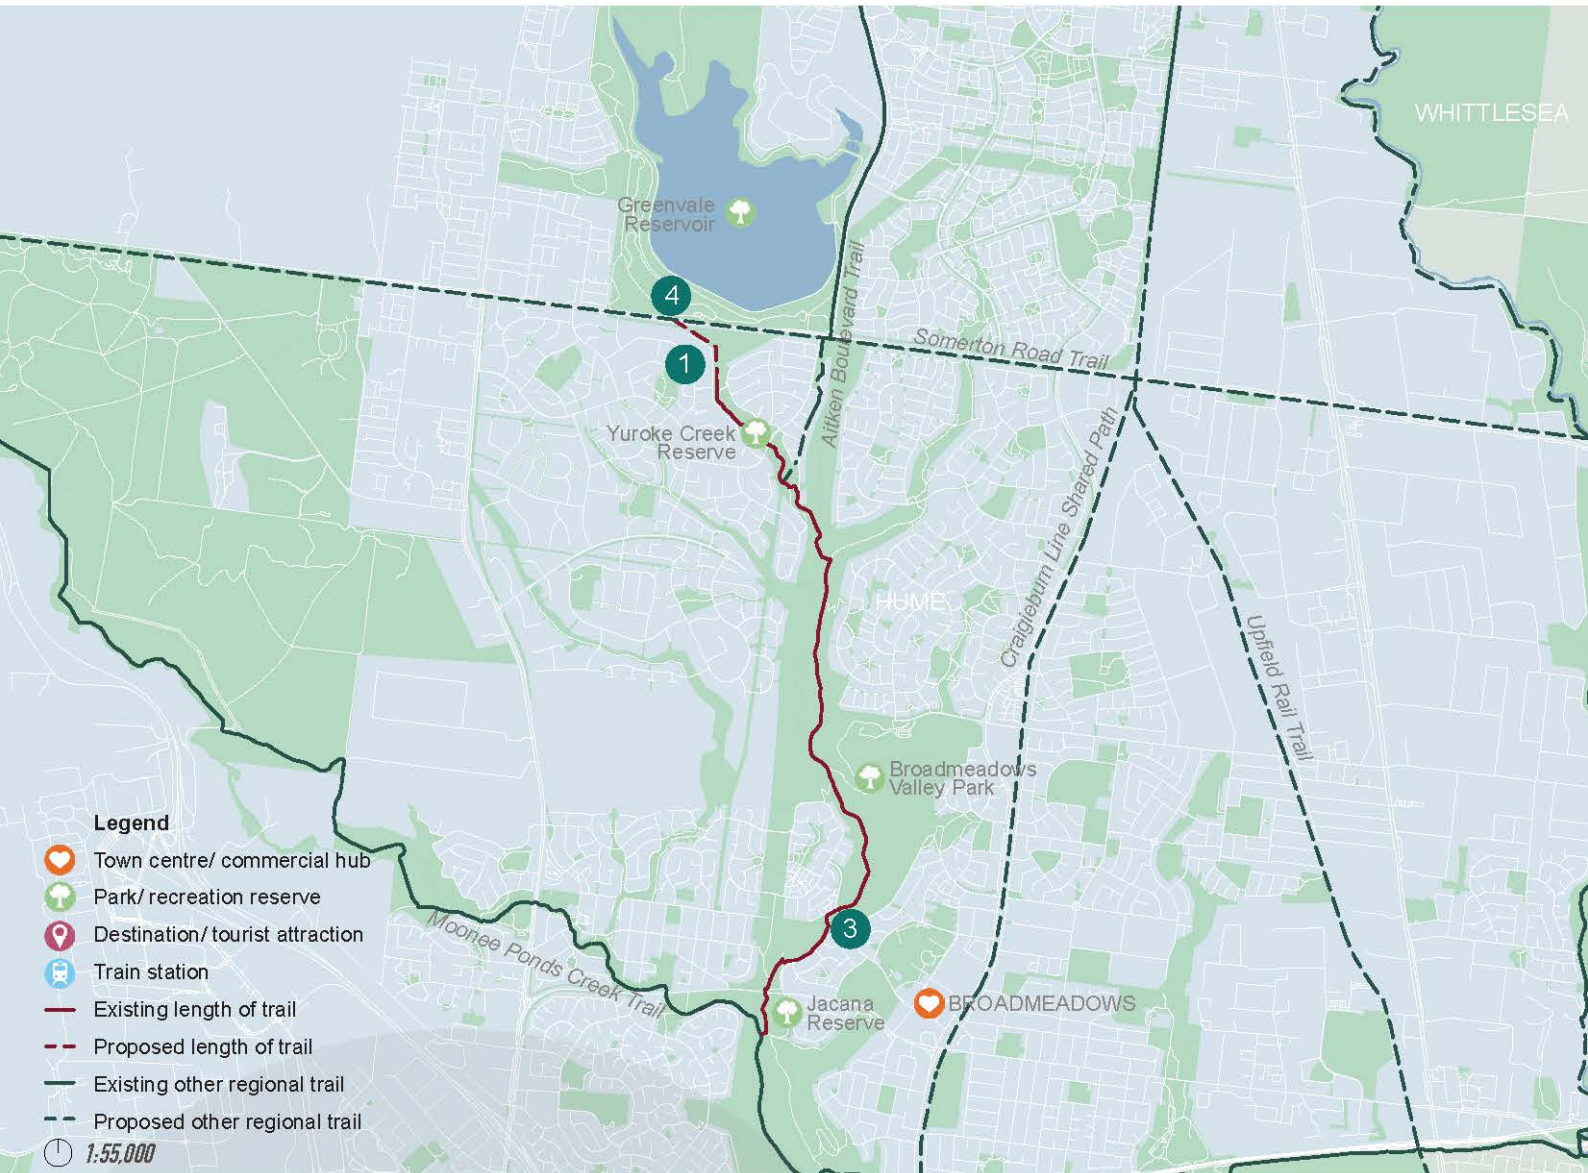 WHITTLESEA
Greenvale
Reservoir
4
Aitken Boulevard Trail
Somerton Road Trail
1
Yuroke Creek
Reserve
Craigieburn Line Shared Path
HUME
Upfield Rail Trail
Broadmeadows
Valley Park
3
Moonee Ponds Creek Trail
Jacana
Reserve
BROADMEADOWS
Legend
Town centre/ commercial hub
Park/ recreation reserve
Destination/ tourist attraction
Train station
Existing length of trail
Proposed length of trail
Existing other regional trail
Proposed other regional trail
1:55,000